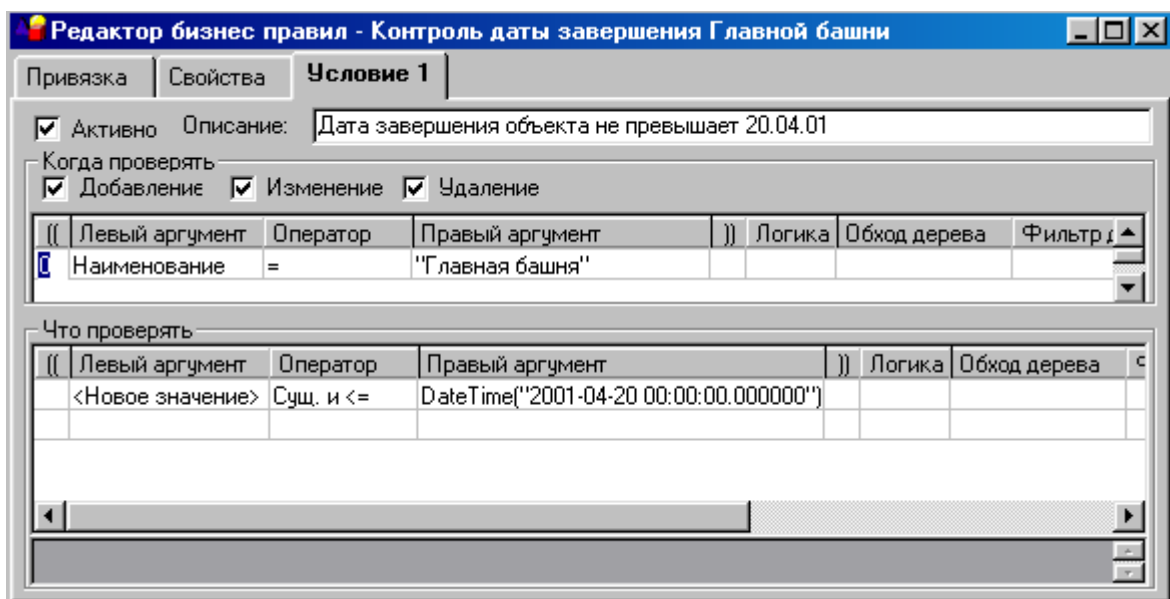 Редактор бизнес правил - Контроль даты завершения Главной башни
Привязка Свойства Условие 1
Активно Описание: Дата завершения объекта не превышает 20.04.01
Когда проверять
Добавление Изменение Удаление
(( Левый аргумент Оператор Правый аргумент )) Логика Обход дерева Фильтр
( Наименование = "Главная башня"
Что проверять
(( Левый аргумент Оператор Правый аргумент )) Логика Обход дерева
<Новое значение> Сущ. и <= DateTime("2001-04-20 00:00:00.000000")